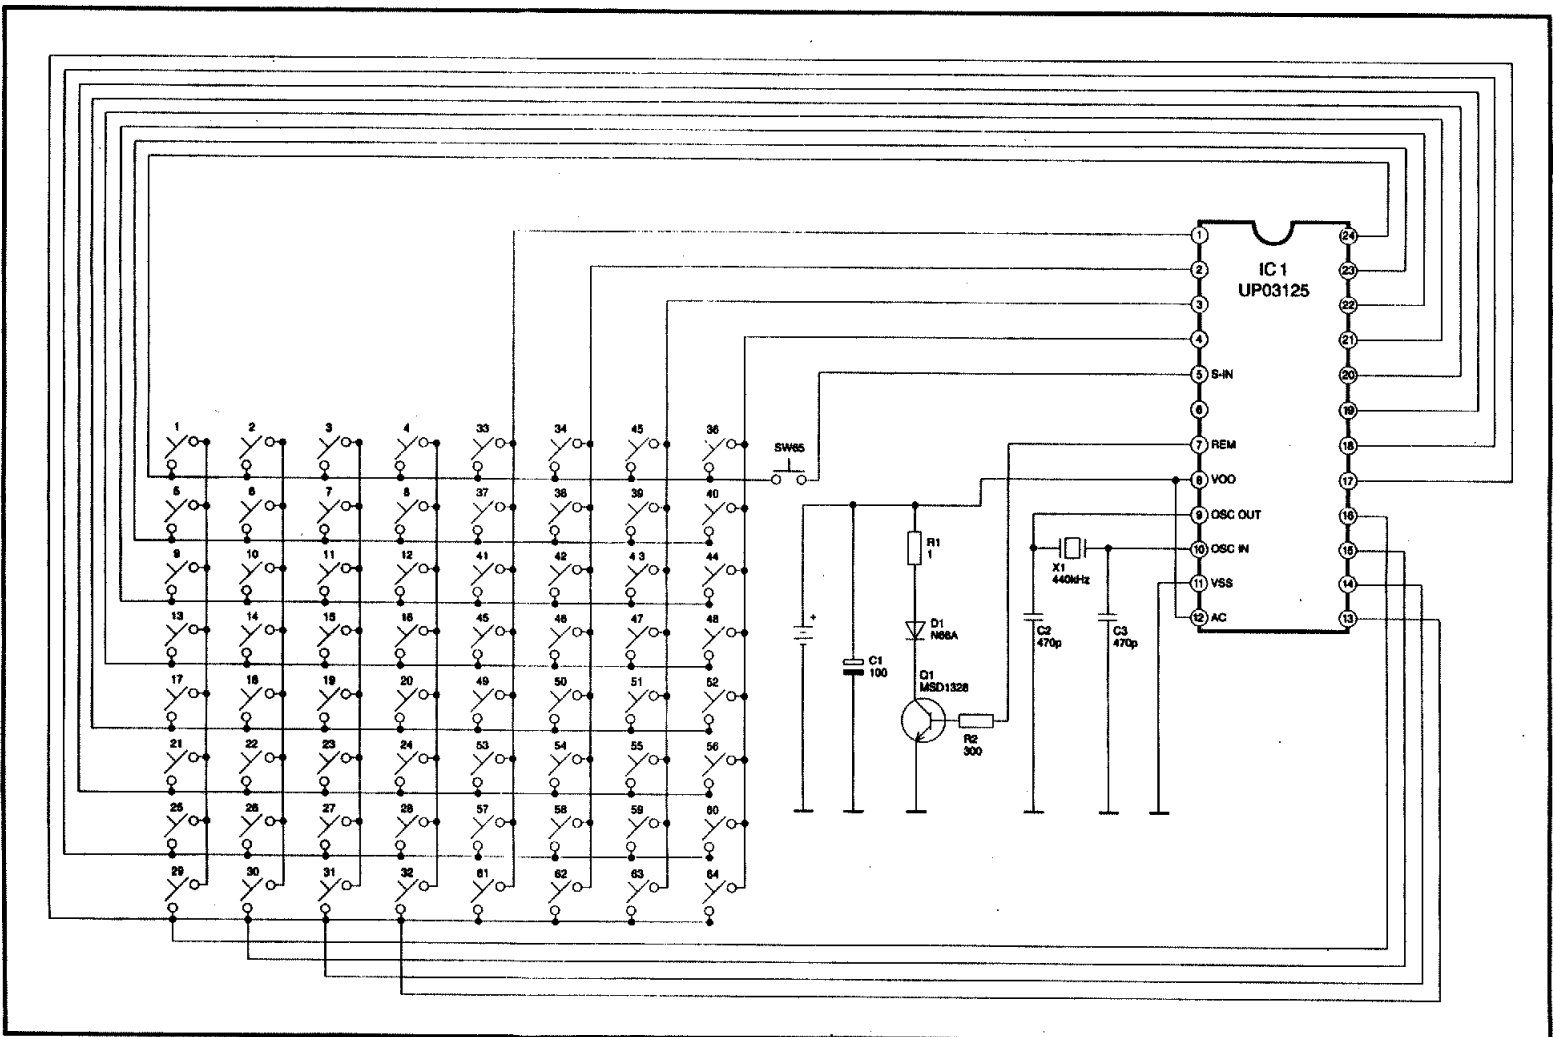 1 2 3 4 33 34 45 36
5 6 7 8 37 38 39 40
9 10 11 12 41 42 4 3 44
13 14 15 16 45 46 47 48
17 18 19 20 49 50 51 52
21 22 23 24 53 54 55 56
25 26 27 28 57 58 59 60
29 30 31 32 61 62 63 64
SW65
+
C1
100
R1
1
D1
N66A
Q1
MSD1328
R2
300
X1
440kHz
C2
470p
C3
470p
IC 1
UP03125
1
2
3
4
5 S-IN
6
7 REM
8 VOO
9 OSC OUT
10 OSC IN
11 VSS
12 AC
24
23
22
21
20
19
18
17
16
15
14
13